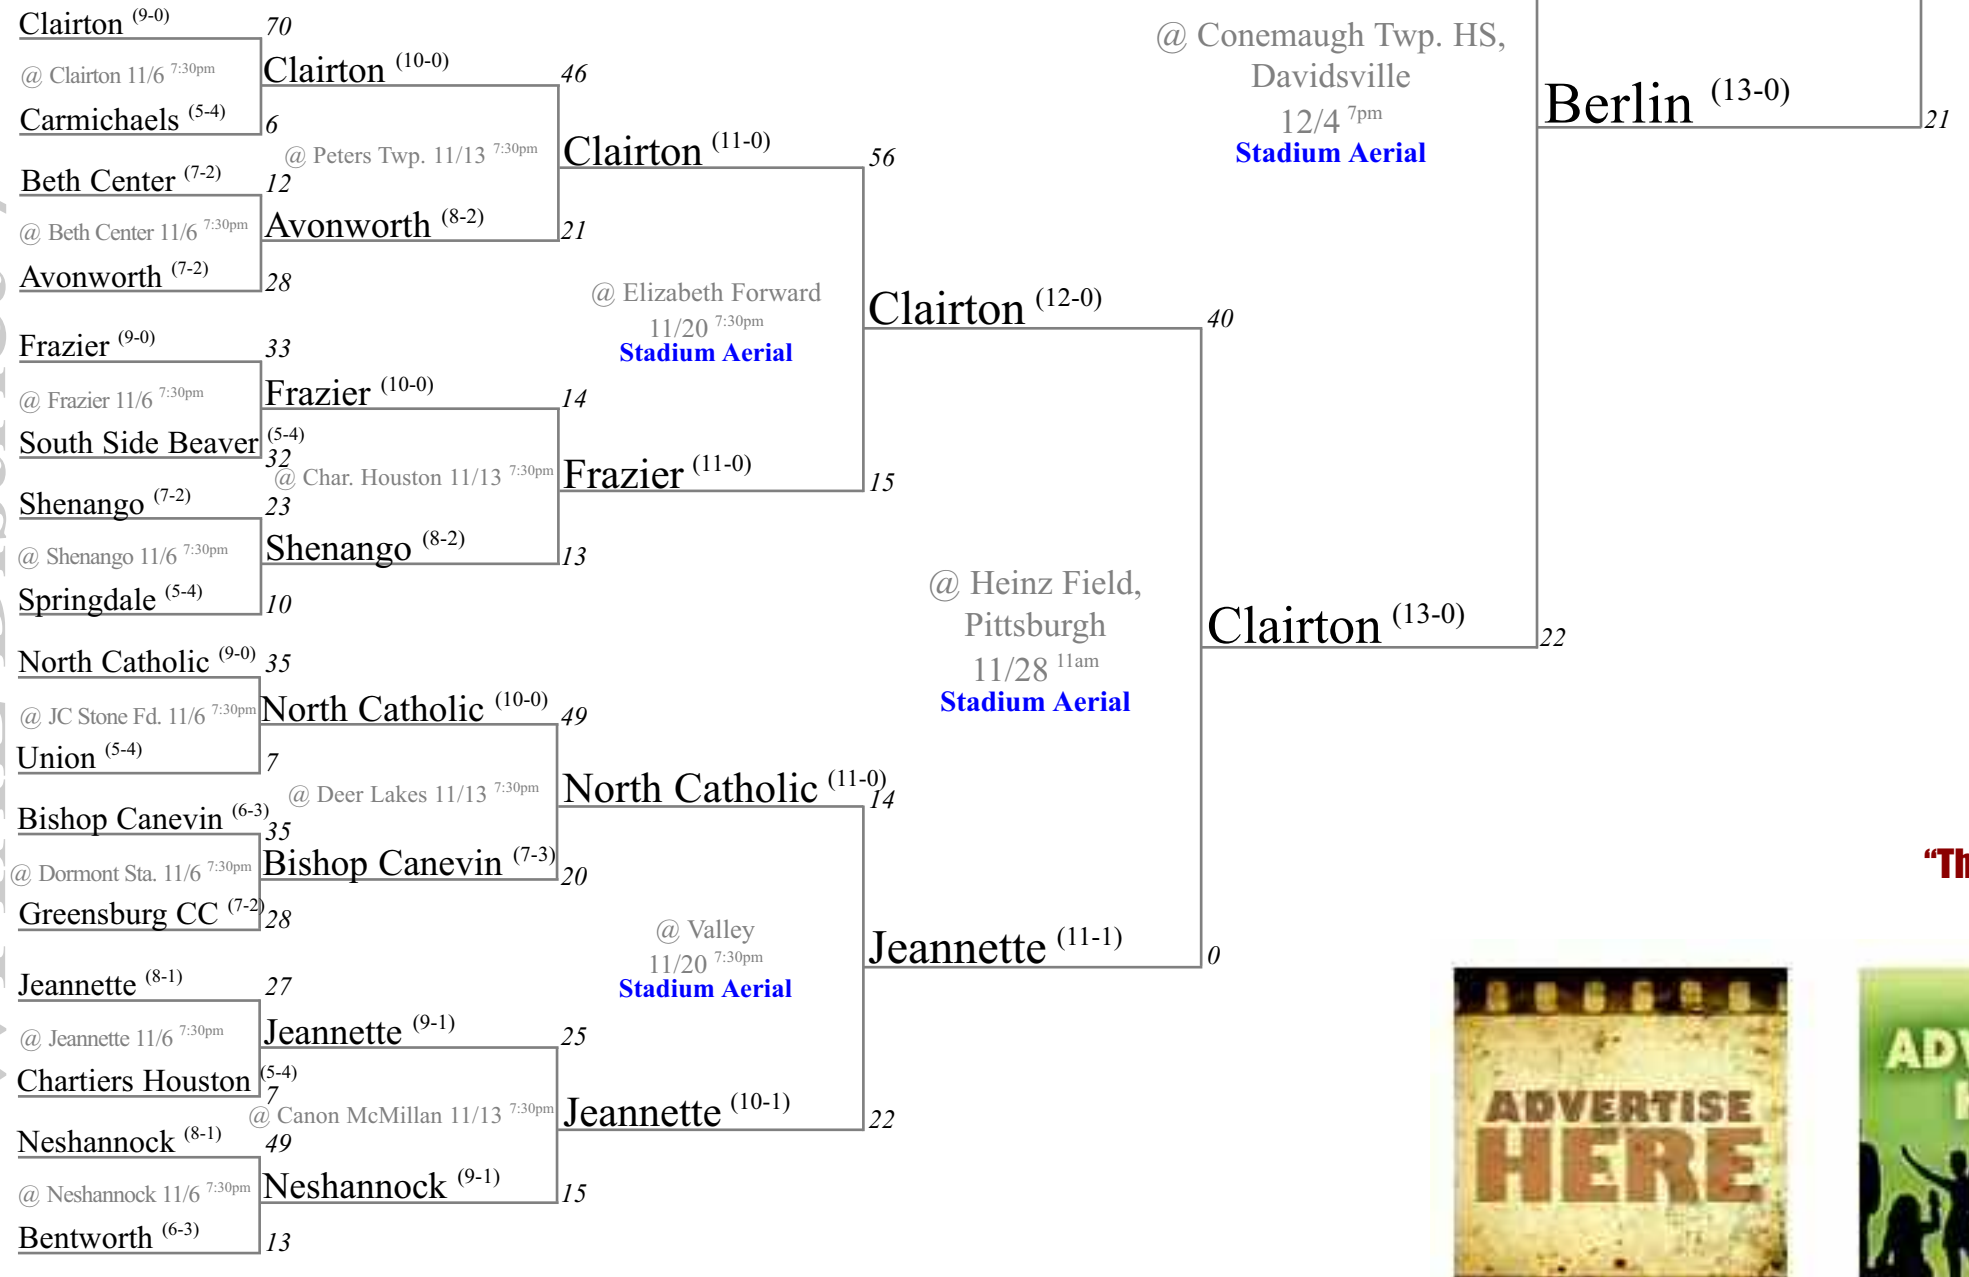 Clairton (9-0) 70
@ Clairton 11/6 7:30pm
Carmichaels (5-4) 6
Beth Center (7-2) 12
@ Beth Center 11/6 7:30pm
Avonworth (7-2) 28
Frazier (9-0) 33
@ Frazier 11/6 7:30pm
South Side Beaver (5-4) 32
Shenango (7-2) 23
@ Shenango 11/6 7:30pm
Springdale (5-4) 10
North Catholic (9-0) 35
@ JC Stone Fd. 11/6 7:30pm
Union (5-4) 7
Bishop Canevin (6-3) 35
@ Dormont Sta. 11/6 7:30pm
Greensburg CC (7-2) 28
Jeannette (8-1) 27
@ Jeannette 11/6 7:30pm
Chartiers Houston (5-4) 7
Neshannock (8-1) 49
@ Neshannock 11/6 7:30pm
Bentworth (6-3) 13
Clairton (10-0) 46
@ Peters Twp. 11/13 7:30pm
Avonworth (8-2) 21
Frazier (10-0) 14
@ Char. Houston 11/13 7:30pm
Shenango (8-2) 13
North Catholic (10-0) 49
@ Deer Lakes 11/13 7:30pm
Bishop Canevin (7-3) 20
Jeannette (9-1) 25
@ Canon McMillan 11/13 7:30pm
Neshannock (9-1) 15
Clairton (11-0) 56
@ Elizabeth Forward
11/20 7:30pm
Stadium Aerial
Frazier (11-0) 15
North Catholic (11-0) 14
@ Valley
11/20 7:30pm
Stadium Aerial
Jeannette (10-1) 22
Clairton (12-0) 40
@ Heinz Field,
Pittsburgh
11/28 11am
Stadium Aerial
Jeannette (11-1) 0
@ Conemaugh Twp. HS,
Davidsville
12/4 7pm
Stadium Aerial
Clairton (13-0) 22
Berlin (13-0) 21
“Th
ADVERTISE
HERE
ADV
H